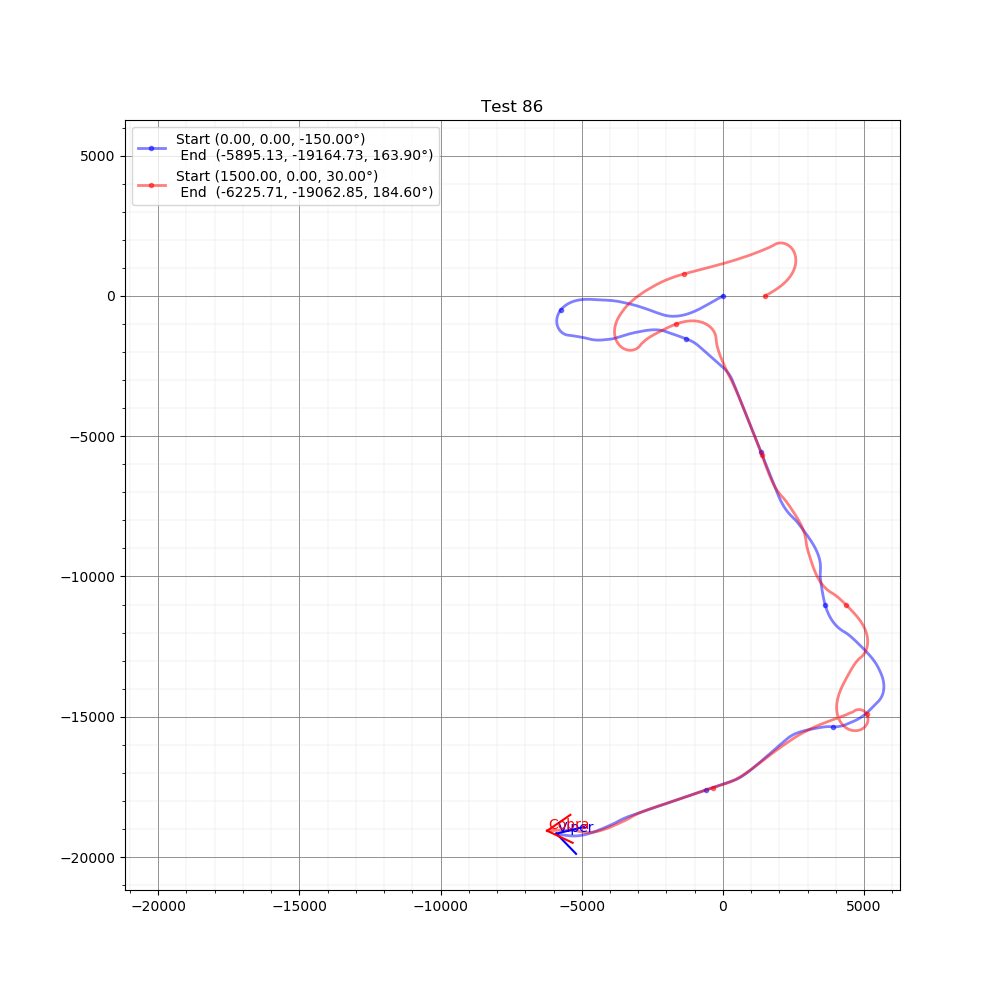 Test 86
Start (0.00, 0.00, -150.00°)
End (-5895.13, -19164.73, 163.90°)
Start (1500.00, 0.00, 30.00°)
End (-6225.71, -19062.85, 184.60°)
5000
0
−5000
−10000
−15000
−20000
Cobra
Viper
−20000 −15000 −10000 −5000 0 5000